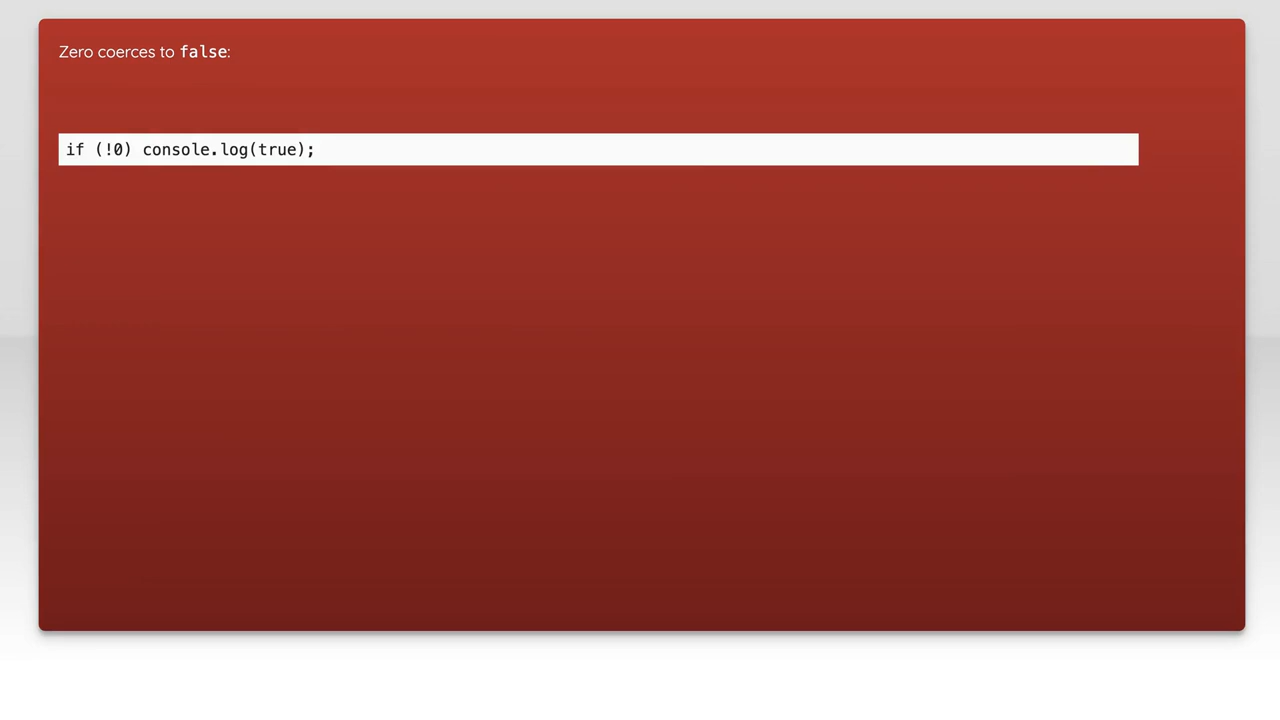 Zero coerces to false:
if (!0) console.log(true);